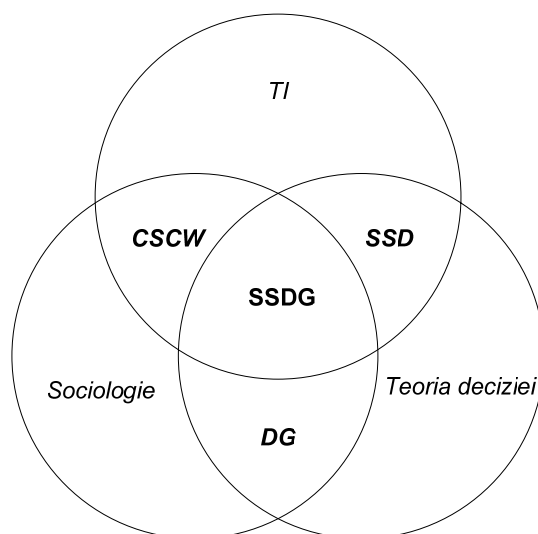 TI
CSCW
SSD
SSDG
Sociologie
Teoria deciziei
DG